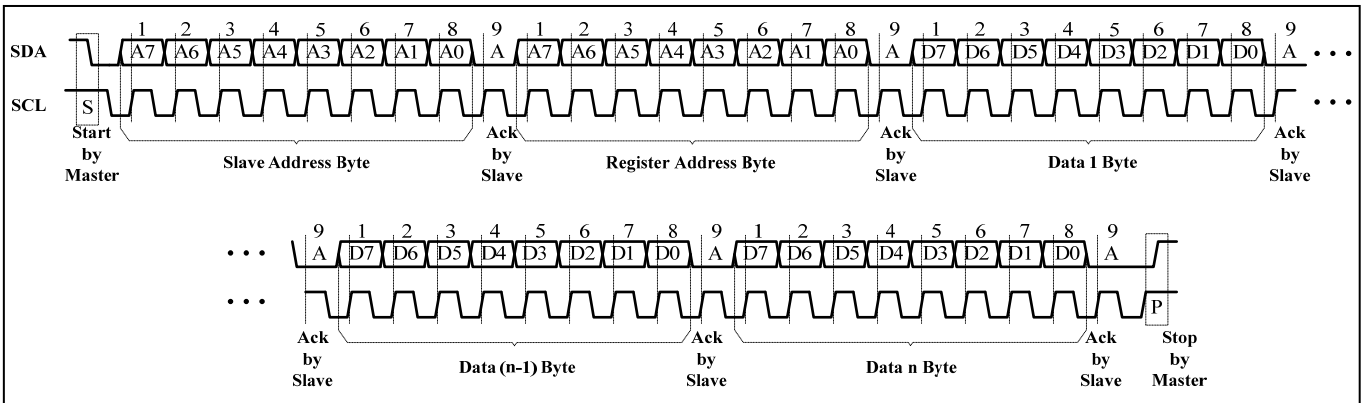 1 2 3 4 5 6 7 8 9 1 2 3 4 5 6 7 8 9 1 2 3 4 5 6 7 8 9
SDA A7 A6 A5 A4 A3 A2 A1 A0 A A7 A6 A5 A4 A3 A2 A1 A0 A D7 D6 D5 D4 D3 D2 D1 D0 A • • •
SCL S • • •
Start by Master
Slave Address Byte
Ack by Slave
Register Address Byte
Ack by Slave
Data 1 Byte
Ack by Slave
9 1 2 3 4 5 6 7 8 9 1 2 3 4 5 6 7 8 9
• • • A D7 D6 D5 D4 D3 D2 D1 D0 A D7 D6 D5 D4 D3 D2 D1 D0 A
• • • P
Ack by Slave
Data (n-1) Byte
Ack by Slave
Data n Byte
Ack by Slave
Stop by Master